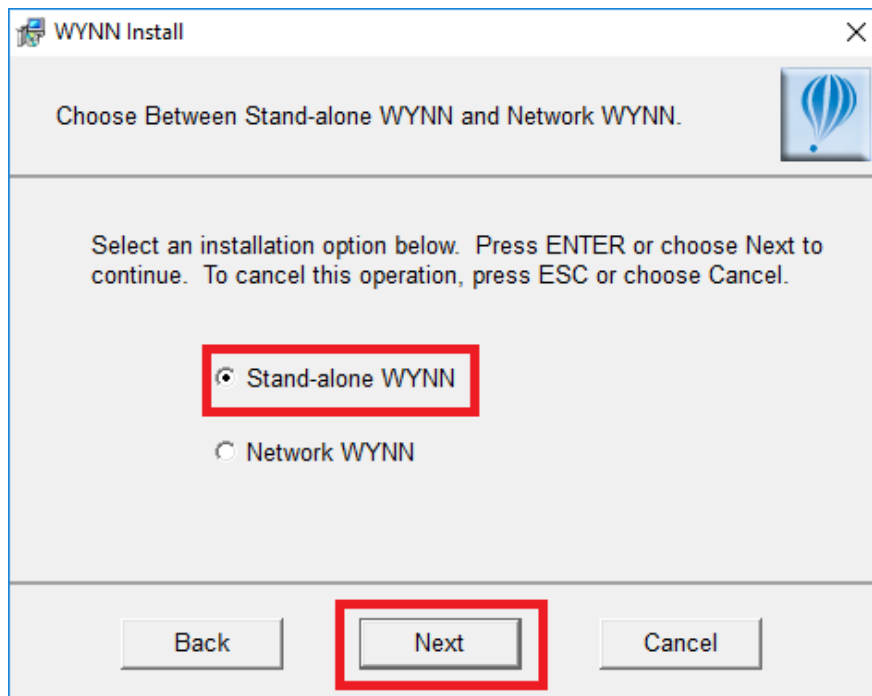 WYNN Install
Choose Between Stand-alone WYNN and Network WYNN.
Select an installation option below.  Press ENTER or choose Next to
continue.  To cancel this operation, press ESC or choose Cancel.
Stand-alone WYNN
Network WYNN
Back Next Cancel